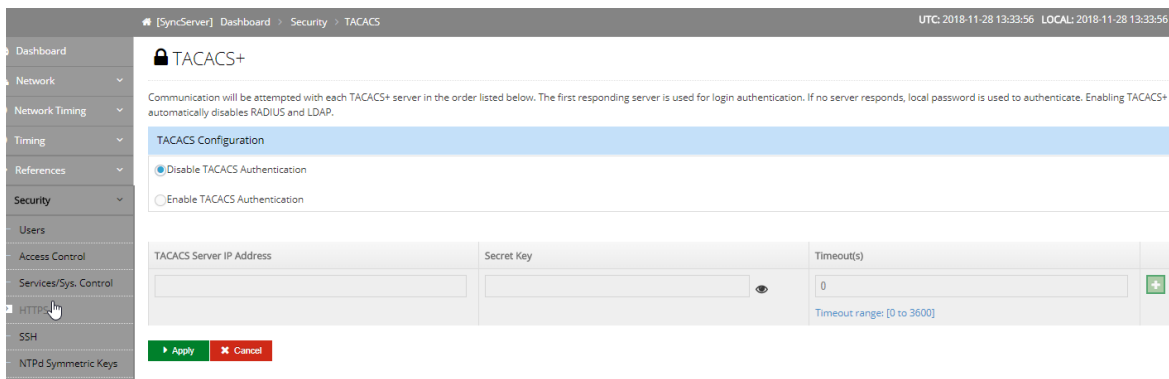 [SyncServer] Dashboard > Security > TACACS
UTC: 2018-11-28 13:33:56 LOCAL: 2018-11-28 13:33:56
Dashboard
Network
Network Timing
Timing
References
Security
Users
Access Control
Services/Sys. Control
HTTPS
SSH
NTPd Symmetric Keys
TACACS+
Communication will be attempted with each TACACS+ server in the order listed below. The first responding server is used for login authentication. If no server responds, local password is used to authenticate. Enabling TACACS+
automatically disables RADIUS and LDAP.
TACACS Configuration
Disable TACACS Authentication
Enable TACACS Authentication
TACACS Server IP Address Secret Key Timeout(s)
0
Timeout range: [0 to 3600]
Apply Cancel